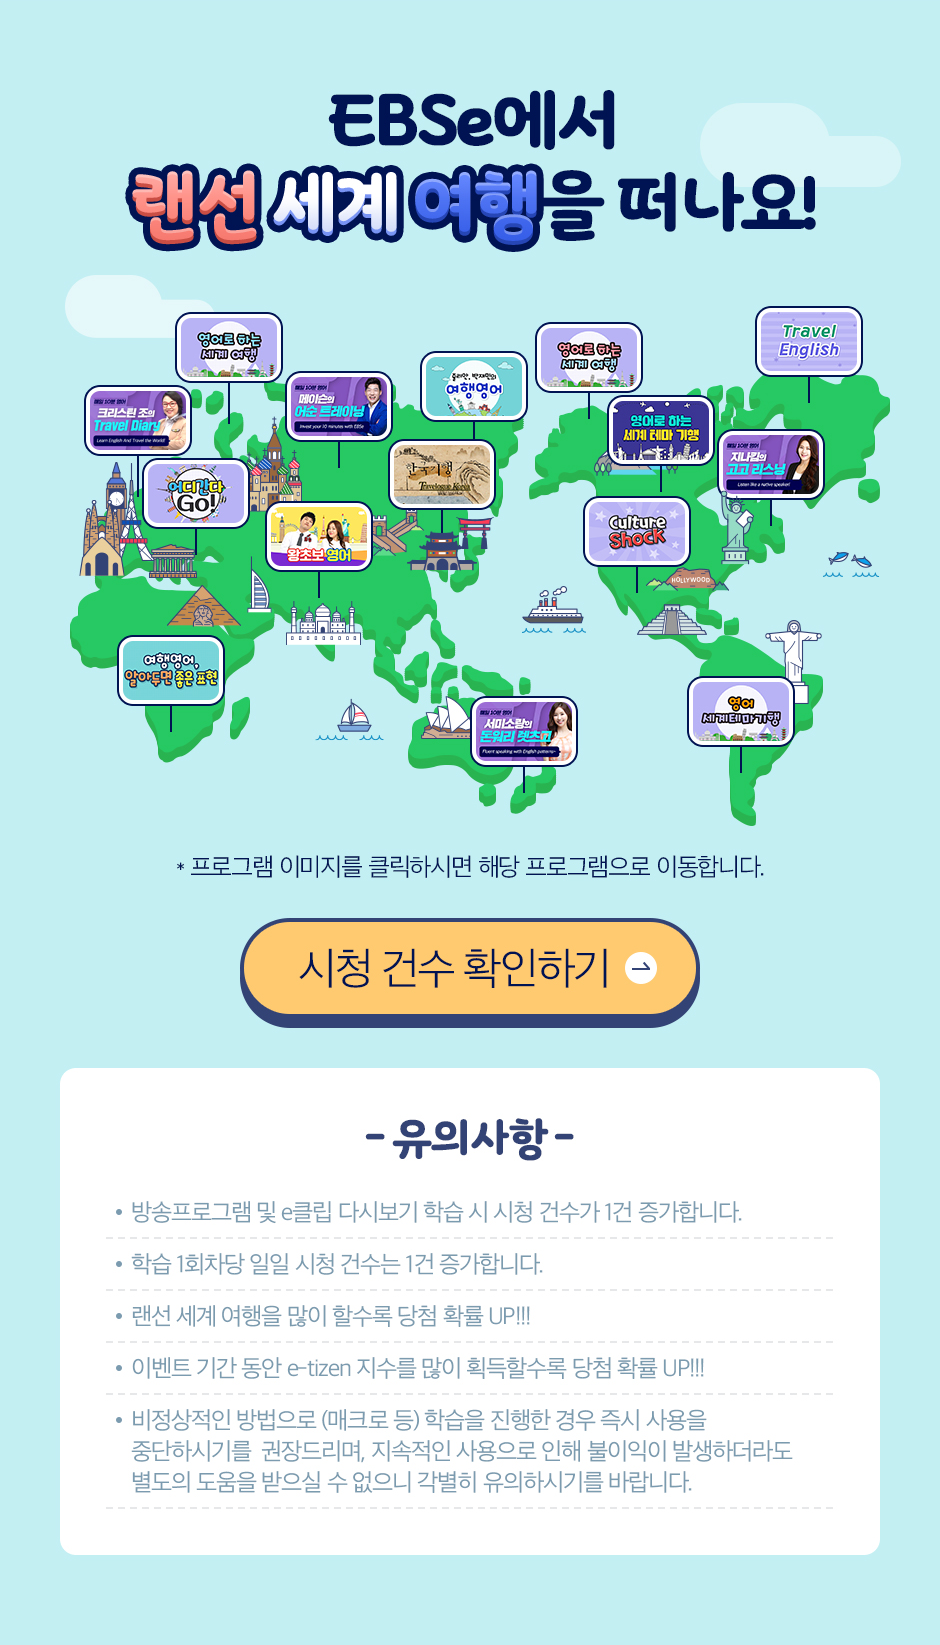 EBSe에서
랜선 세계 여행을 떠나요!
영어로 하는
세계 여행
Travel
English
영어로 하는
세계 여행
줄리안, 박재민의
여행영어
매일 10분 영어
메이슨의
어순 트레이닝
Invest your 10 minutes with EBSe
매일 10분 영어
크리스틴 조의
Travel Diary
Learn English And Travel the World!
영어로 하는
세계 테마 기행
매일 10분 영어
지나킴의
고고 리스닝
Listen like a native speaker!
한국기행
Travelogue Korea
어디간다
Go!
왕초보 영어
Culture
Shock
HOLLYWOOD
여행영어,
알아두면 좋은 표현
영어
세계테마기행
매일 10분 영어
서미소랑의
돈워리 렛츠고
Fluent speaking with English patterns~
* 프로그램 이미지를 클릭하시면 해당 프로그램으로 이동합니다.
시청 건수 확인하기
- 유의사항 -
• 방송프로그램 및 e클립 다시보기 학습 시 시청 건수가 1건 증가합니다.
• 학습 1회차당 일일 시청 건수는 1건 증가합니다.
• 랜선 세계 여행을 많이 할수록 당첨 확률 UP!!!
• 이벤트 기간 동안 e-tizen 지수를 많이 획득할수록 당첨 확률 UP!!!
• 비정상적인 방법으로 (매크로 등) 학습을 진행한 경우 즉시 사용을
중단하시기를 권장드리며, 지속적인 사용으로 인해 불이익이 발생하더라도
별도의 도움을 받으실 수 없으니 각별히 유의하시기를 바랍니다.